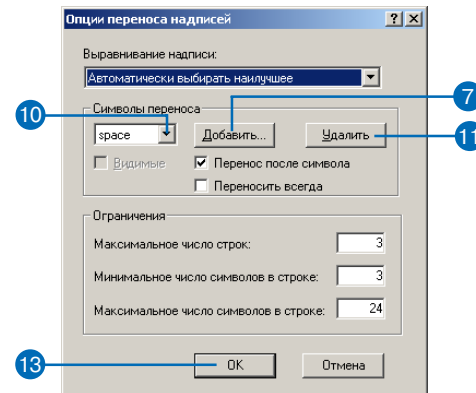 Опции переноса надписей
Выравнивание надписи:
Автоматически выбирать наилучшее
Символы переноса
10
7
space
Добавить...
Удалить
11
Видимые
Перенос после символа
Переносить всегда
Ограничения
Максимальное число строк:
3
Минимальное число символов в строке:
3
Максимальное число символов в строке:
24
13
OK
Отмена